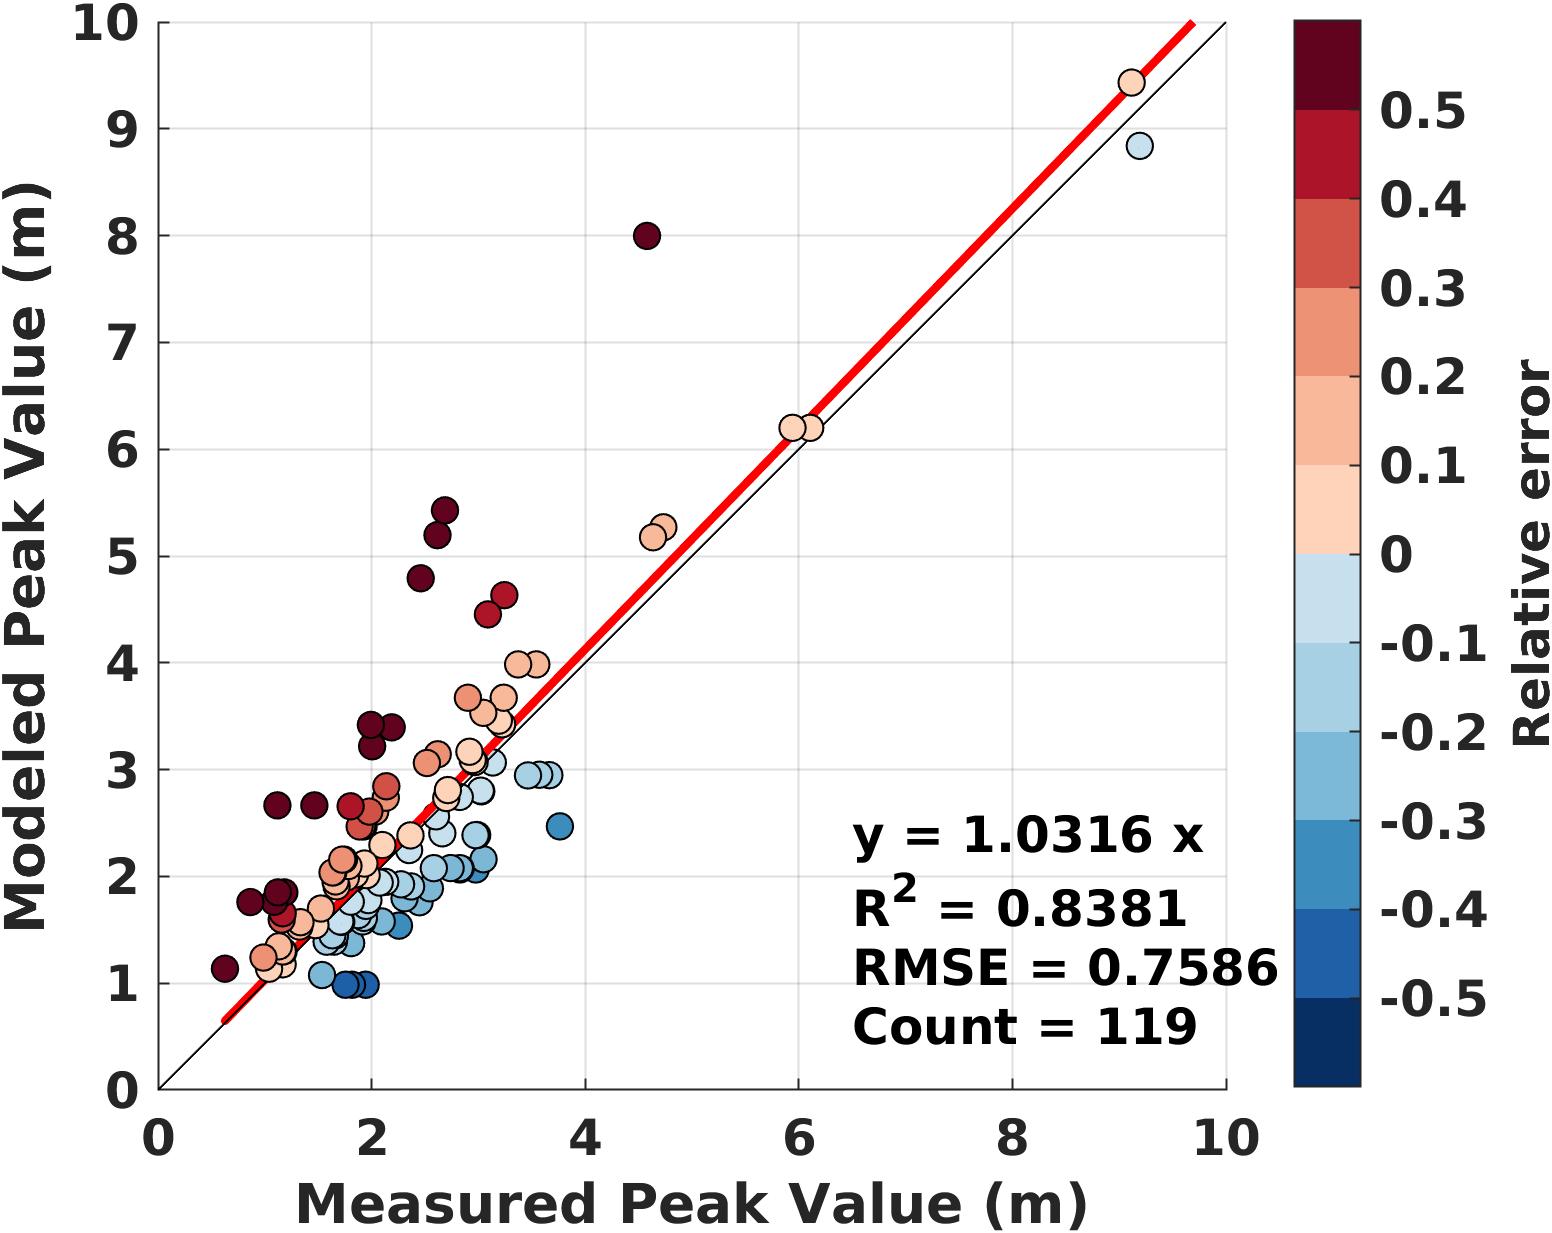 10
9
8
7
6
5
4
3
2
1
0
0 2 4 6 8 10
Modeled Peak Value (m)
Measured Peak Value (m)
y = 1.0316 x
R² = 0.8381
RMSE = 0.7586
Count = 119
0.5
0.4
0.3
0.2
0.1
0
-0.1
-0.2
-0.3
-0.4
-0.5
Relative error